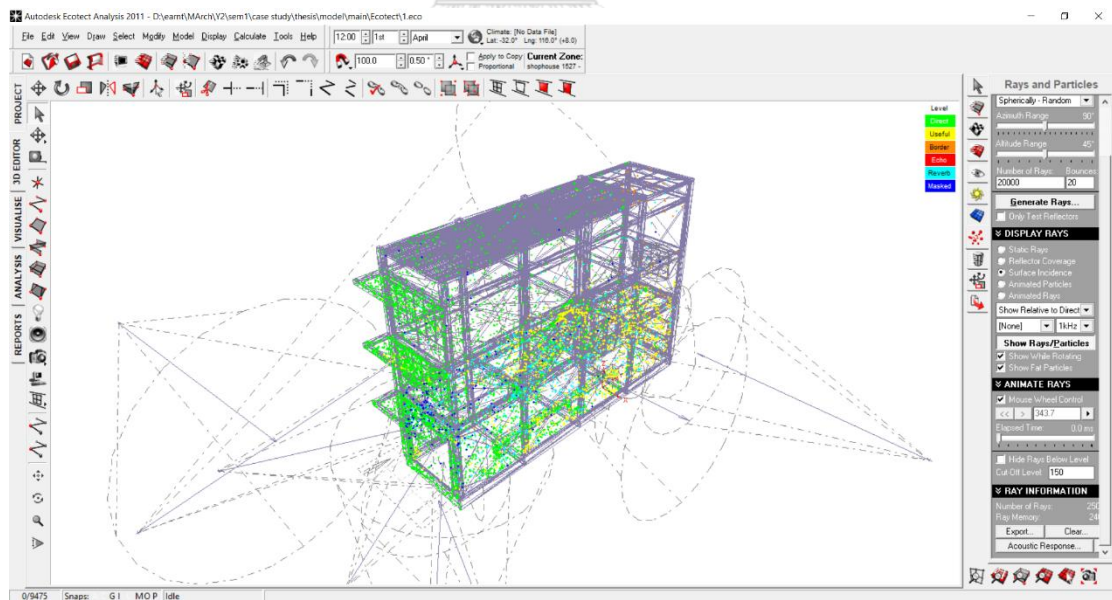 Autodesk Ecotect Analysis 2011 - D:\earnt\MArch\Y2\sem1\case study\thesis\model\main\Ecotect\1.eco
File Edit View Draw Select Modify Model Display Calculate Tools Help
12:00 1st April
Climate: [No Data File]
Lat: -32.0° Lng: 116.0° (+8.0)
100.0 0.50° Apply to Copy Current Zone:
Proportional shophouse 1527 -
PROJECT
3D EDITOR
VISUALISE
ANALYSIS
REPORTS
Level
Direct
Useful
Border
Echo
Reverb
Masked
Rays and Particles
Spherically - Random
Azimuth Range 90°
Altitude Range 45°
Number of Rays: Bounces
20000 20
Generate Rays...
Only Test Reflectors
DISPLAY RAYS
Static Rays
Reflector Coverage
Surface Incidence
Animated Particles
Animated Rays
Show Relative to Direct
[None] 1kHz
Show Rays/Particles
Show While Rotating
Show Fat Particles
ANIMATE RAYS
Mouse Wheel Control
<< > 343.7
Elapsed Time: 0.0 ms
Hide Rays Below Level
Cut Off Level 150
RAY INFORMATION
Number of Rays: 250
Ray Memory: 24
Export... Clear...
Acoustic Response...
0/9475 Snaps: G I MO P Idle